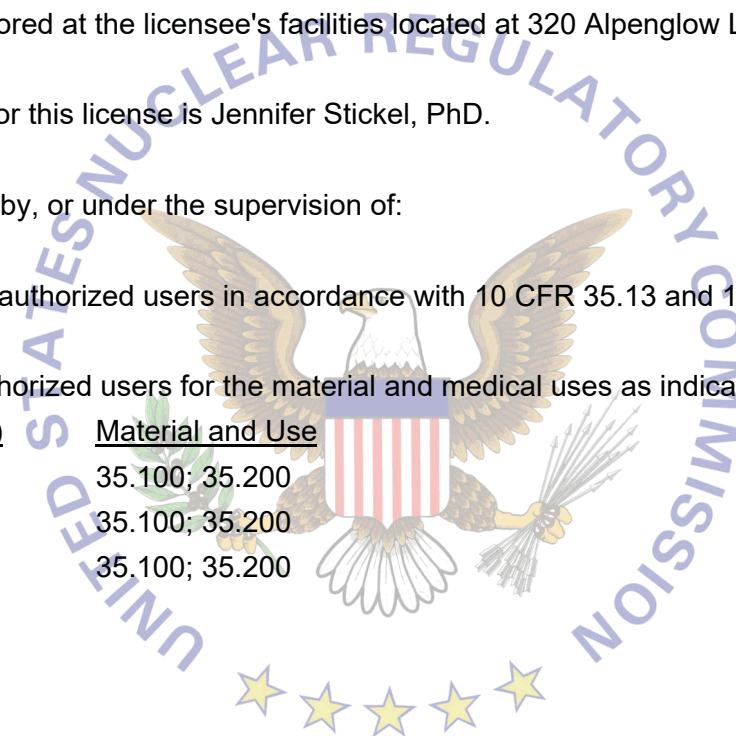 ored at the licensee's facilities located at 320 Alpenglow L
or this license is Jennifer Stickel, PhD.
by, or under the supervision of:
authorized users in accordance with 10 CFR 35.13 and 1
horized users for the material and medical uses as indica
) Material and Use
35.100; 35.200
35.100; 35.200
35.100; 35.200
UNITED STATES NUCLEAR REGULATORY COMMISSION